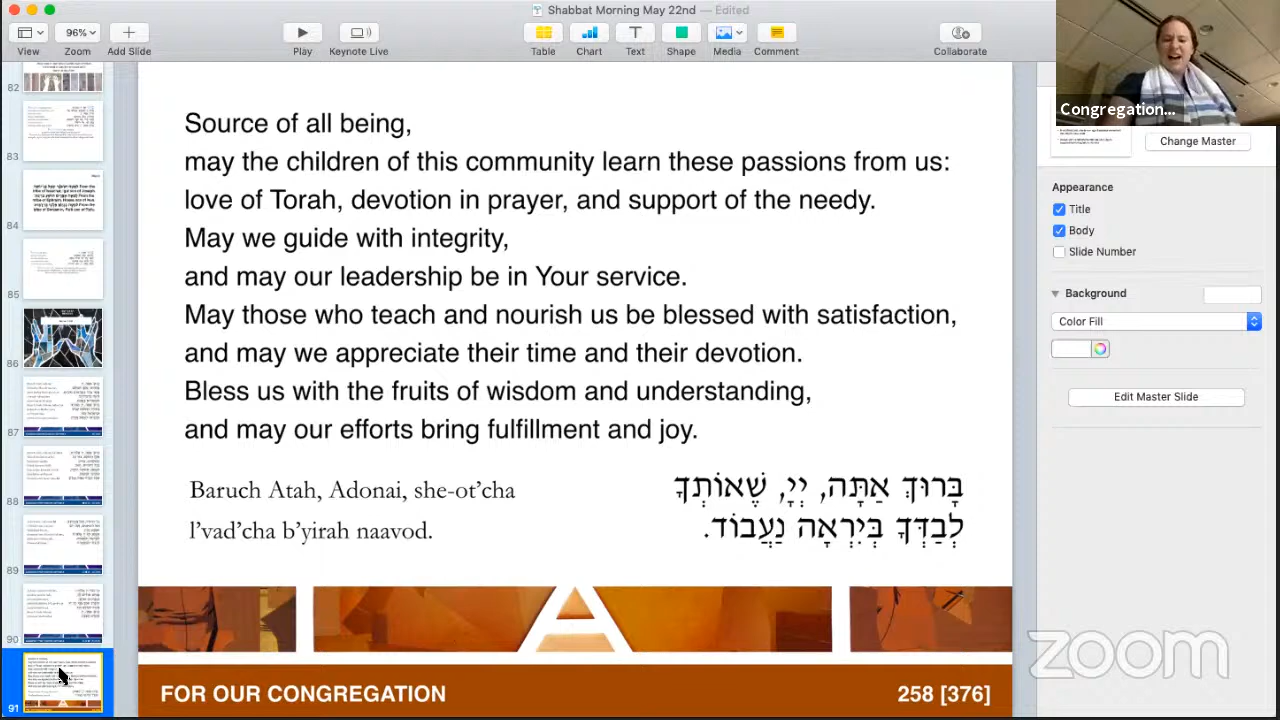 Shabbat Morning May 22nd — Edited
View
96%
Zoom
Add Slide
Play
Keynote Live
Table
Chart
Text
Shape
Media
Comment
Collaborate
Congregation...
82
83
84
85
86
87
88
89
90
91
Source of all being,
may the children of this community learn these passions from us:
love of Torah, devotion in prayer, and support of the needy.
May we guide with integrity,
and may our leadership be in Your service.
May those who teach and nourish us be blessed with satisfaction,
and may we appreciate their time and their devotion.
Bless us with the fruits of wisdom and understanding,
and may our efforts bring fulfillment and joy.
Baruch Atah, Adonai, she-ot’cha
l’vad’cha b’yirah naavod.
בָּרוּךְ אַתָּה, יְיָ, שֶׁאוֹתְךָ
לְבַדְּךָ בְּיִרְאָה נַעֲבוֹד.
FOR OUR CONGREGATION
258 [376]
Change Master
Appearance
Title
Body
Slide Number
Background
Color Fill
Edit Master Slide
zoom